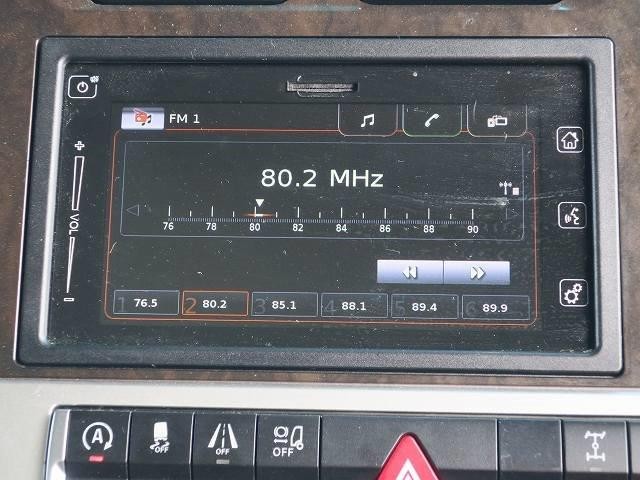 FM 1
80.2 MHz
76 78 80 82 84 86 88 90
VOL
1 76.5 2 80.2 3 85.1 4 88.1 5 89.4 6 89.9
A OFF OFF OFF